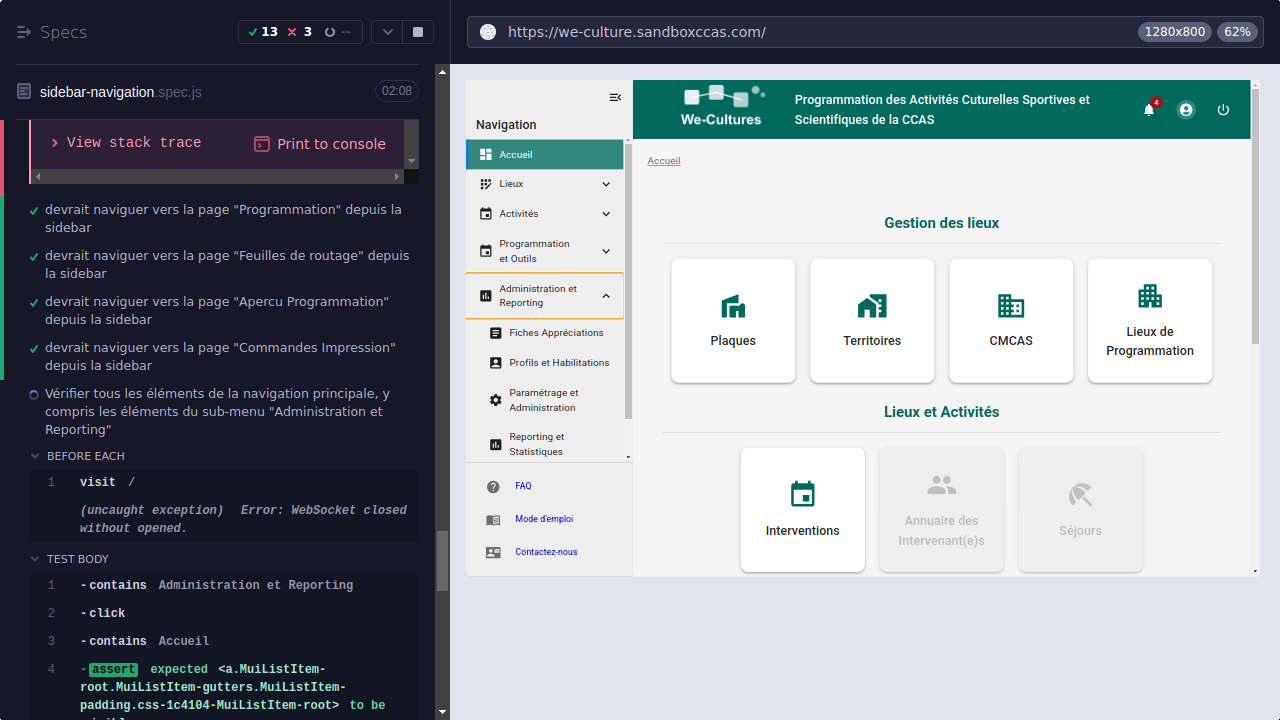 Specs
13
3
--
sidebar-navigation.spec.js
02:08
View stack trace
Print to console
devrait naviguer vers la page "Programmation" depuis la
sidebar
devrait naviguer vers la page "Feuilles de routage" depuis
la sidebar
devrait naviguer vers la page "Apercu Programmation"
depuis la sidebar
devrait naviguer vers la page "Commandes Impression"
depuis la sidebar
Vérifier tous les éléments de la navigation principale, y
compris les éléments du sub-menu "Administration et
Reporting"
BEFORE EACH
1 visit /
(uncaught exception) Error: WebSocket closed
without opened.
TEST BODY
1 -contains Administration et Reporting
2 -click
3 -contains Accueil
4 -assert expected <a.MuiListItem-
root.MuiListItem-gutters.MuiListItem-
padding.css-1c4104-MuiListItem-root> to be
https://we-culture.sandboxccas.com/
1280x800
62%
Navigation
Accueil
Lieux
Activités
Programmation
et Outils
Administration et
Reporting
Fiches Appréciations
Profils et Habilitations
Paramétrage et
Administration
Reporting et
Statistiques
FAQ
Mode d'emploi
Contactez-nous
We-Cultures
Programmation des Activités Cuturelles Sportives et
Scientifiques de la CCAS
4
Accueil
Gestion des lieux
Plaques
Territoires
CMCAS
Lieux de
Programmation
Lieux et Activités
Interventions
Annuaire des
Intervenant(e)s
Séjours